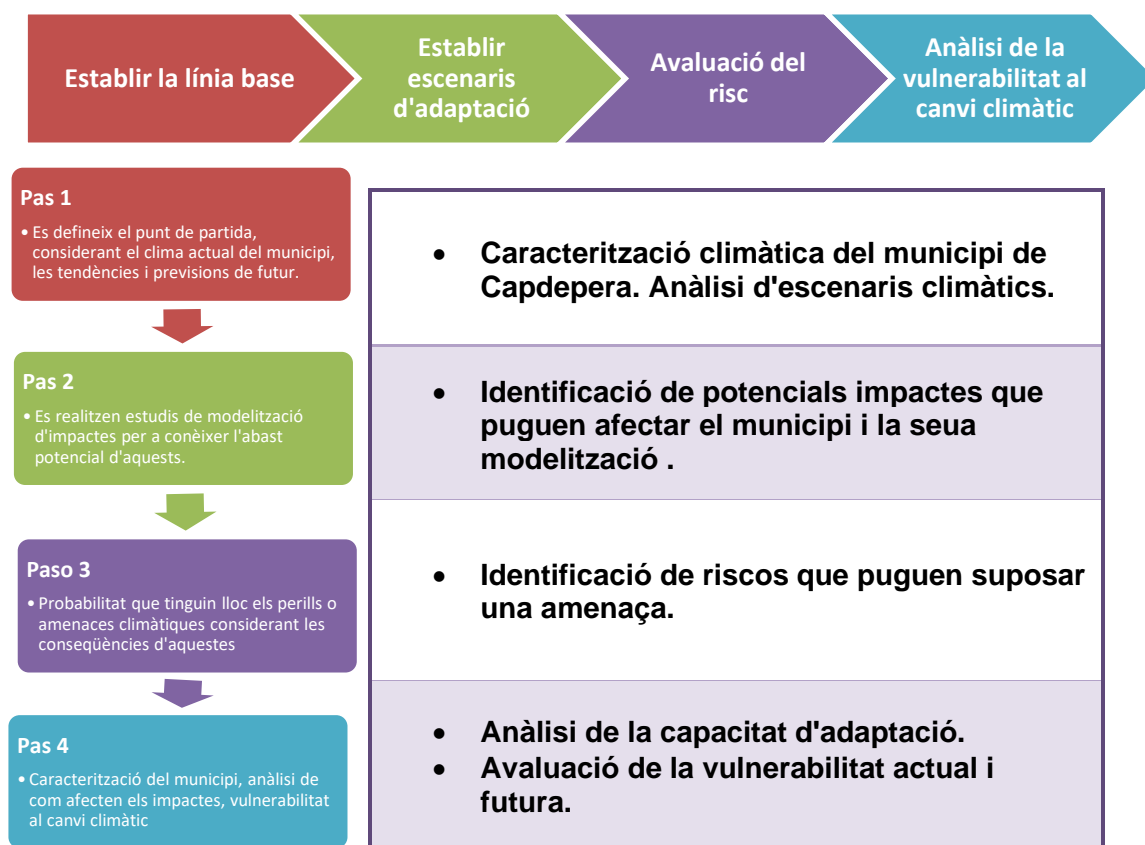 Establir la línia base
Establir
escenaris
d'adaptació
Avaluació del
risc
Anàlisi de la
vulnerabilitat al
canvi climàtic
Pas 1
• Es defineix el punt de partida,
considerant el clima actual del municipi,
les tendències i previsions de futur.
• Caracterització climàtica del municipi de
Capdepera. Anàlisi d'escenaris climàtics.
Pas 2
• Es realitzen estudis de modelització
d'impactes per a conèixer l'abast
potencial d'aquests.
• Identificació de potencials impactes que
puguen afectar el municipi i la seua
modelització .
Paso 3
• Probabilitat que tinguin lloc els perills o
amenaces climàtiques considerant les
conseqüències d'aquestes
• Identificació de riscos que puguen suposar
una amenaça.
Pas 4
• Caracterització del municipi, anàlisi de
com afecten els impactes, vulnerabilitat
al canvi climàtic
• Anàlisi de la capacitat d'adaptació.
• Avaluació de la vulnerabilitat actual i
futura.